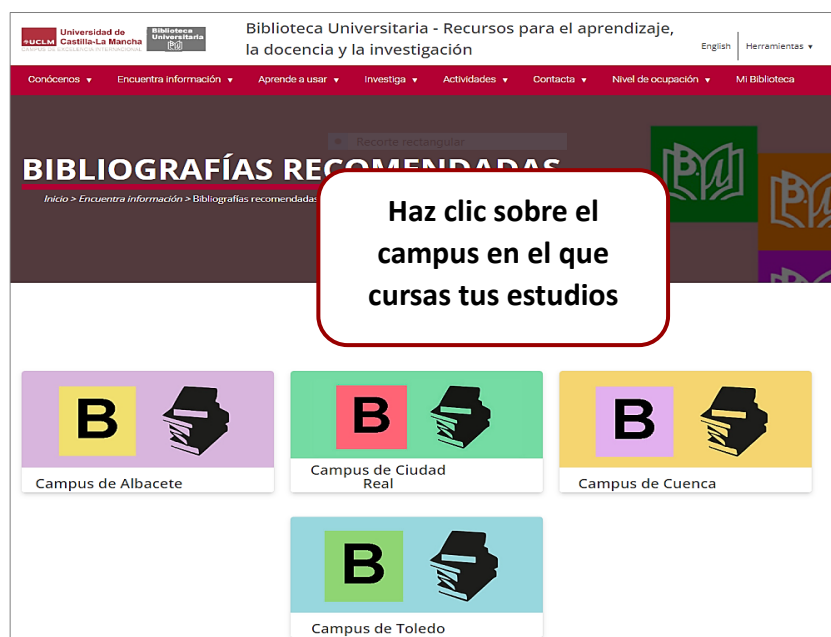 Universidad de
Castilla-La Mancha
UCLM
CAMPUS DE EXCELENCIA INTERNACIONAL
Biblioteca
Universitaria
Biblioteca Universitaria - Recursos para el aprendizaje,
la docencia y la investigación
English
Herramientas
Conócenos Encuentra información Aprende a usar Investiga Actividades Contacta Nivel de ocupación Mi Biblioteca
Recorte rectangular
BIBLIOGRAFÍAS RECOMENDADAS
Inicio > Encuentra información > Bibliografías recomendadas
Haz clic sobre el
campus en el que
cursas tus estudios
B
Campus de Albacete
B
Campus de Ciudad
Real
B
Campus de Cuenca
B
Campus de Toledo